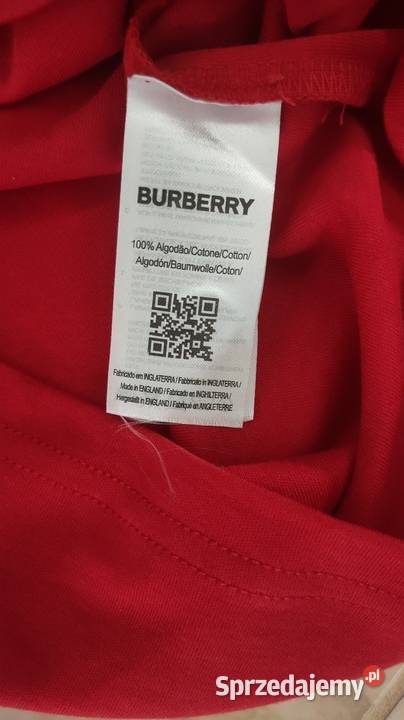 BURBERRY
100% Algodão/Cotone/Cotton/
Algodón/Baumwolle/Coton/
Fabricado em INGLATERRA / Fabbricato in INGLATERRA /
Made in ENGLAND / Fabricado en INGHILTERRA /
Hergestellt in ENGLAND / Fabriqué en ANGLETERRE
Sprzedajemy.pl